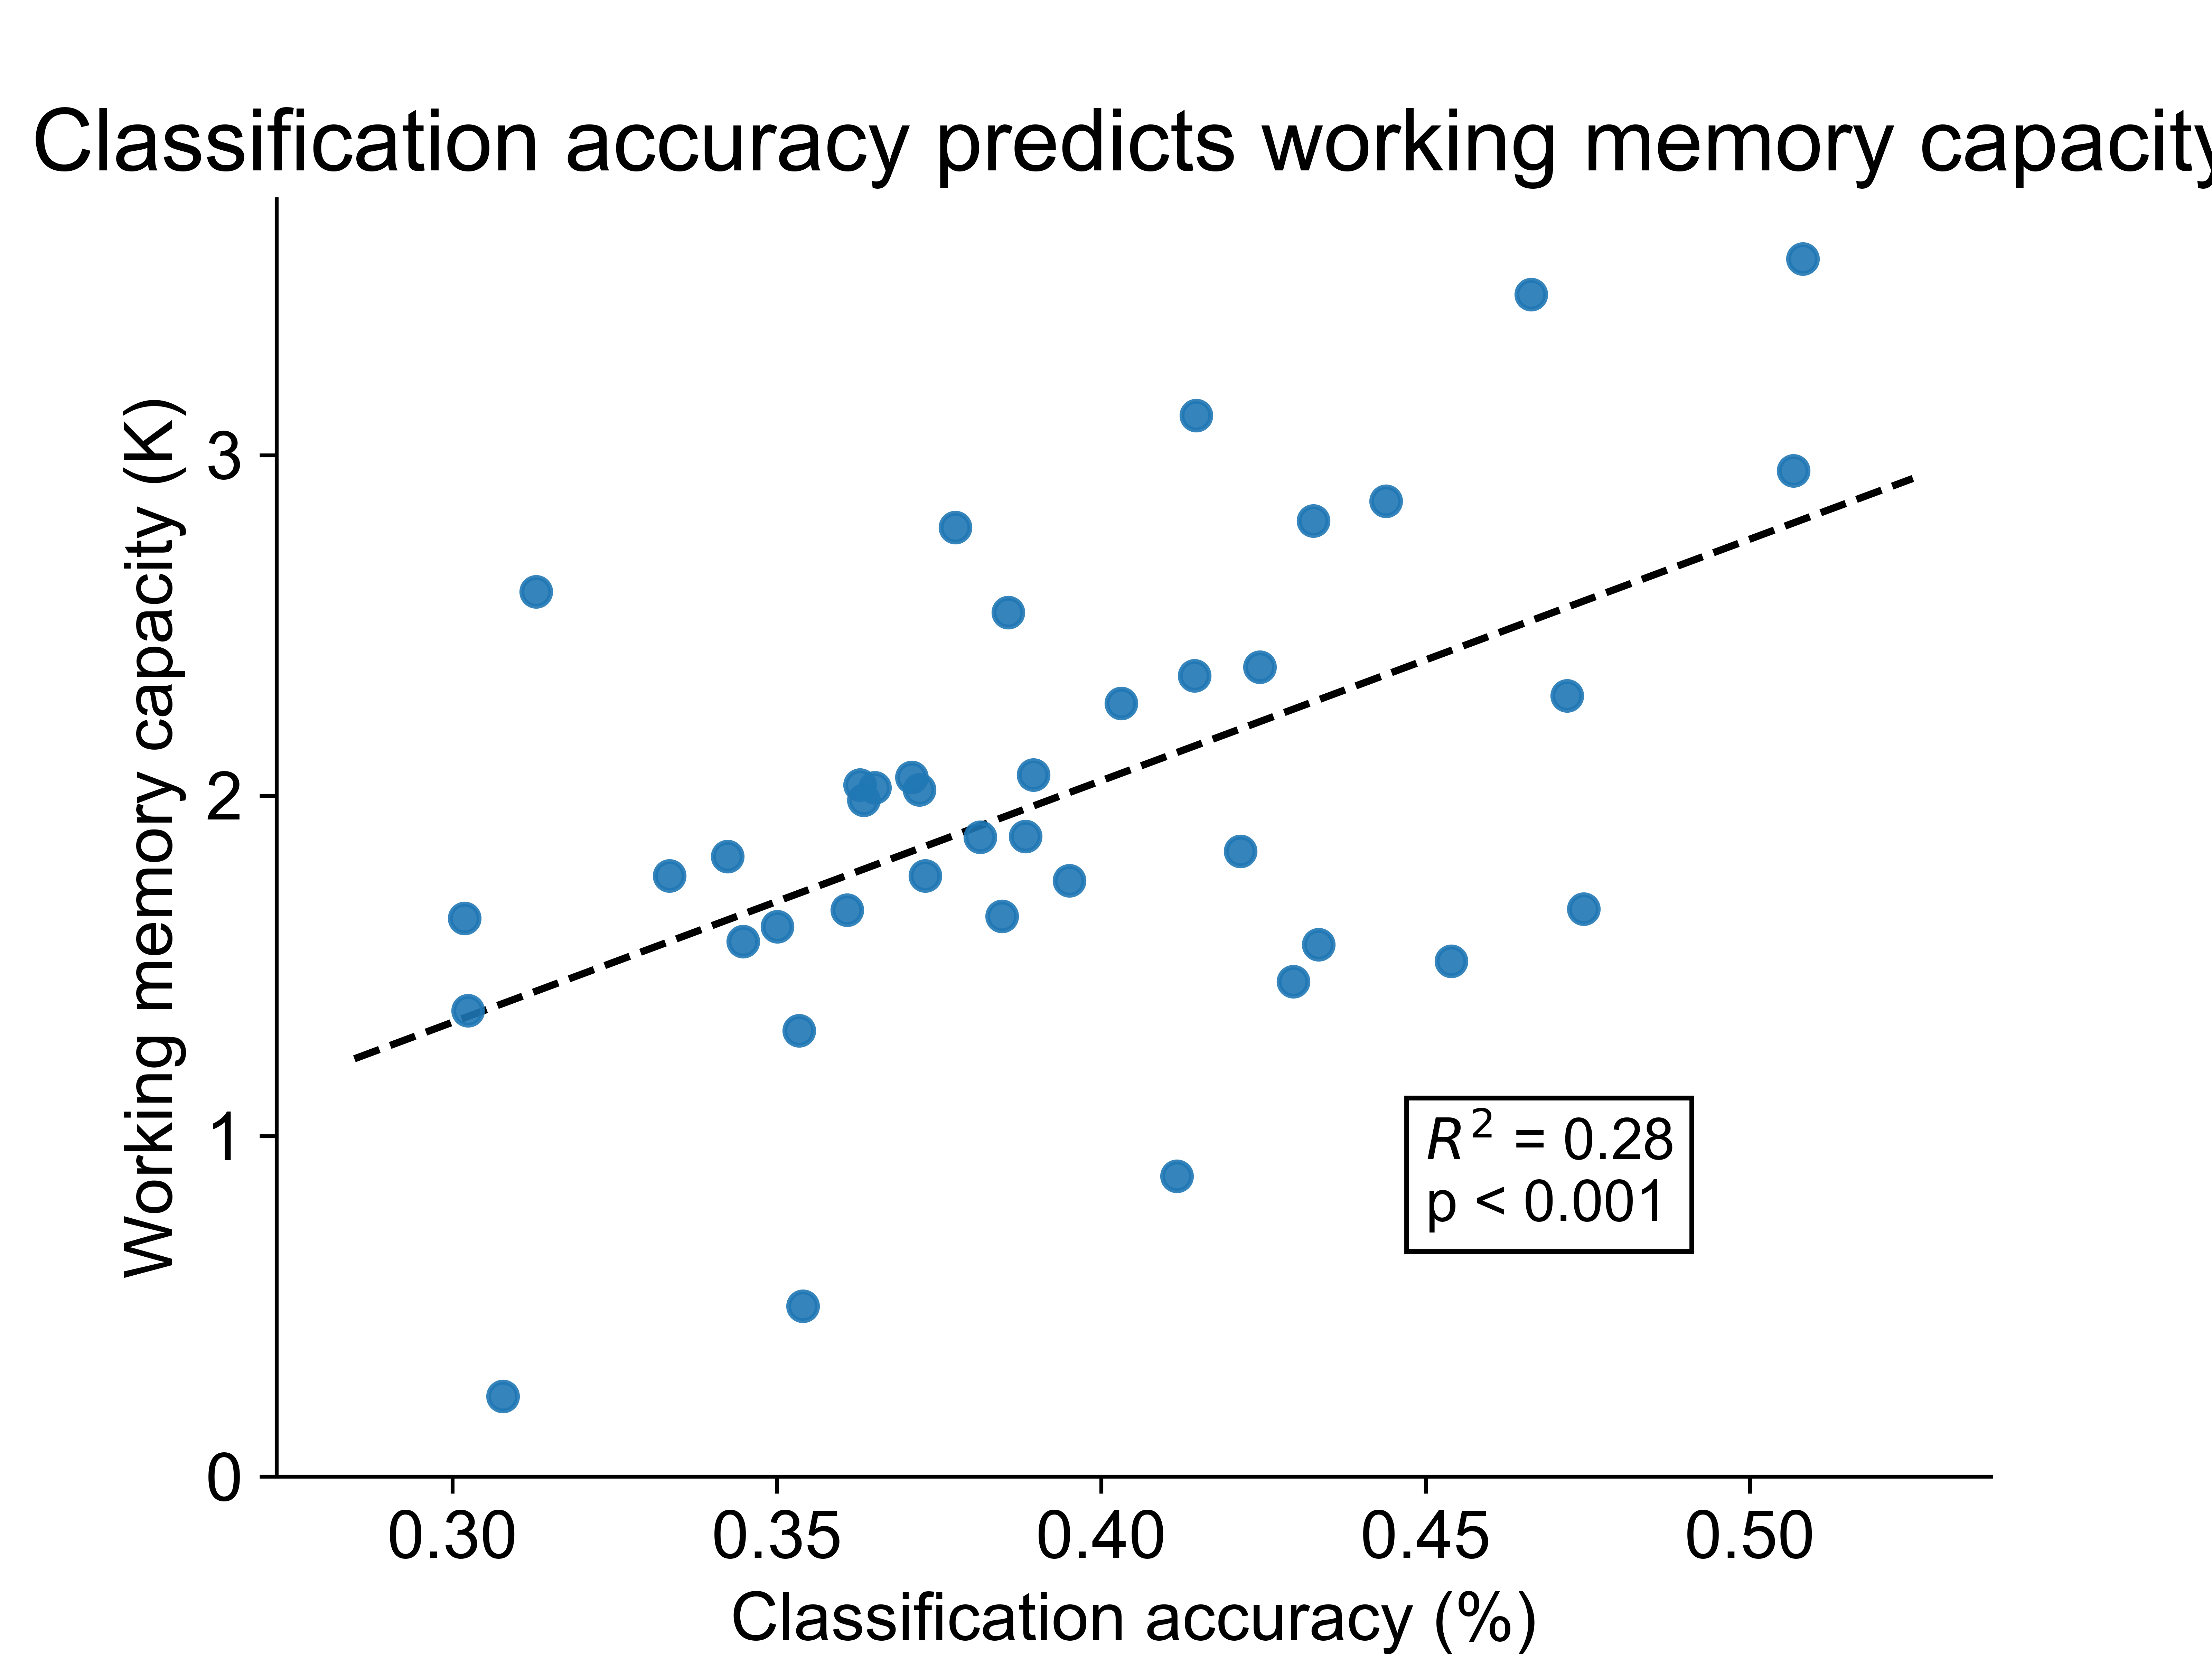 Classification accuracy predicts working memory capacity
Working memory capacity (K)
3
2
1
0
R² = 0.28
p < 0.001
0.30 0.35 0.40 0.45 0.50
Classification accuracy (%)